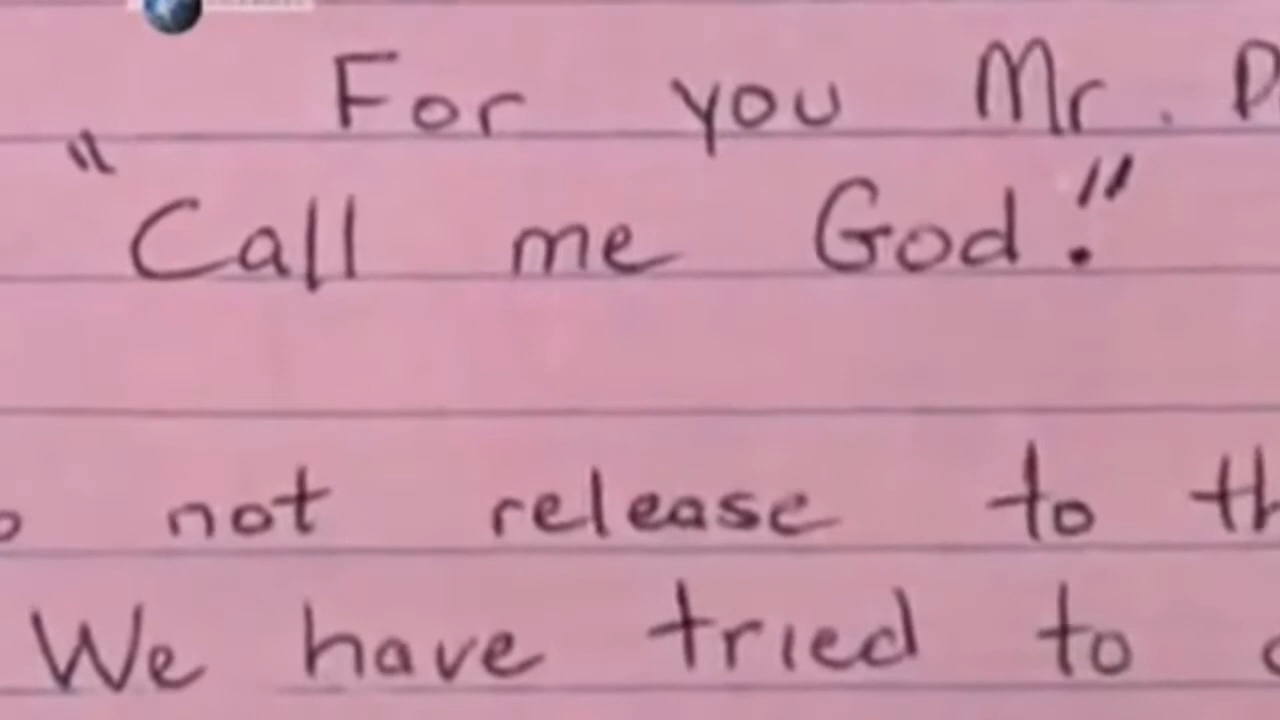 For you Mr.
"Call me God."
not release to
We have tried to